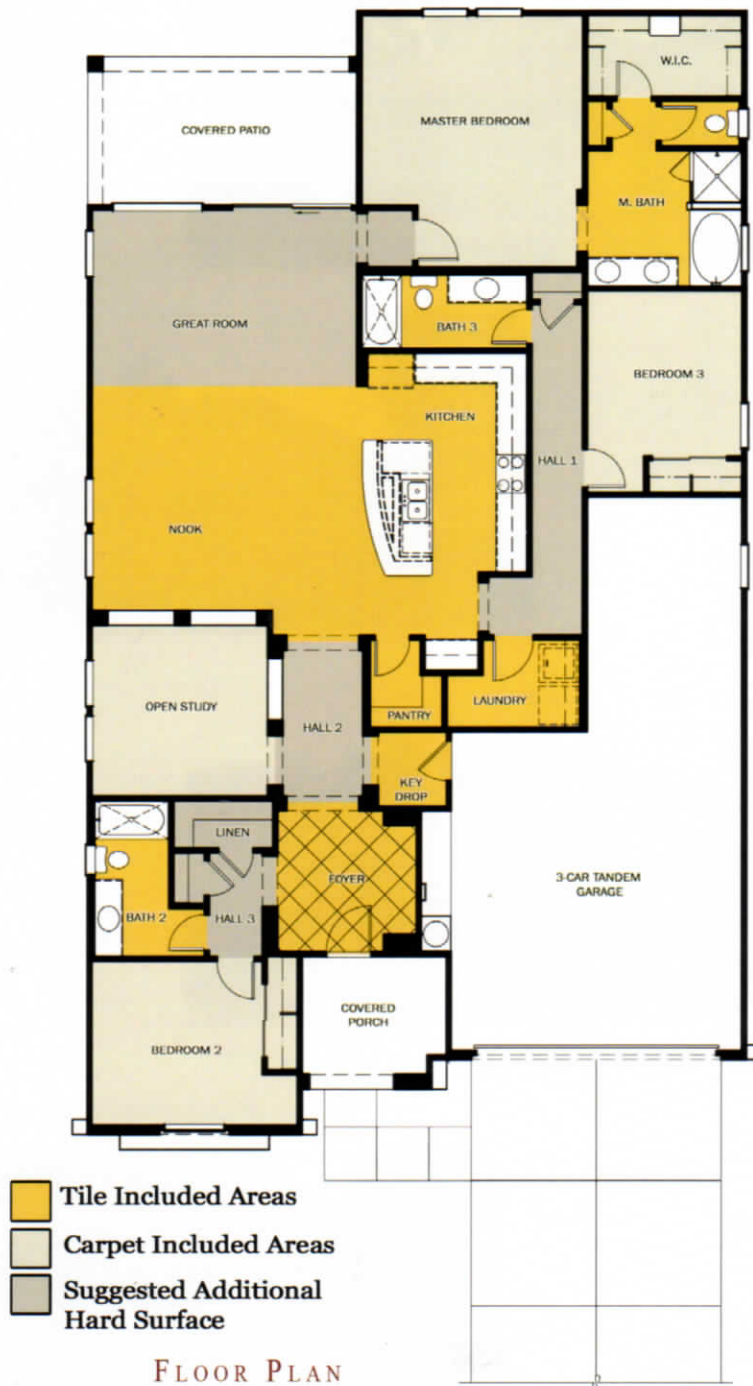 W.I.C.
MASTER BEDROOM
COVERED PATIO
M. BATH
GREAT ROOM
BATH 3
BEDROOM 3
KITCHEN
HALL 1
NOOK
OPEN STUDY
HALL 2
PANTRY
LAUNDRY
KEY
DROP
LINEN
FOYER
3-CAR TANDEM
GARAGE
BATH 2
HALL 3
COVERED
PORCH
BEDROOM 2
Tile Included Areas
Carpet Included Areas
Suggested Additional
Hard Surface
FLOOR PLAN